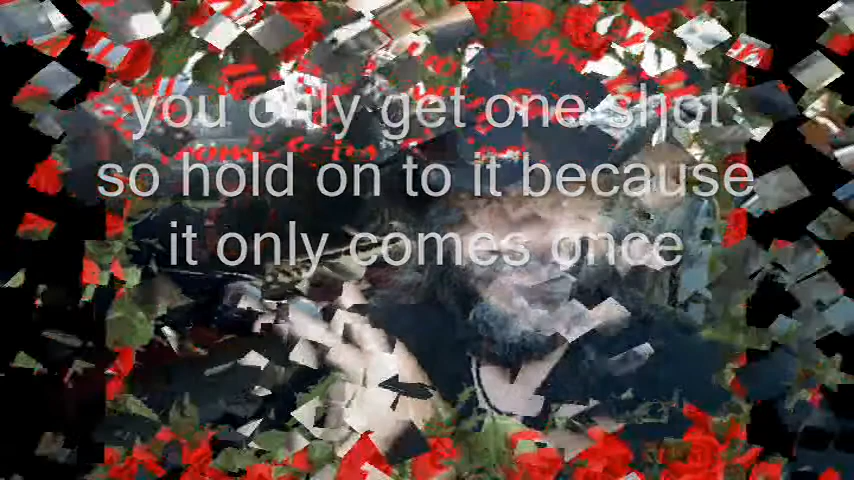 you only get one shot
so hold on to it because
it only comes once